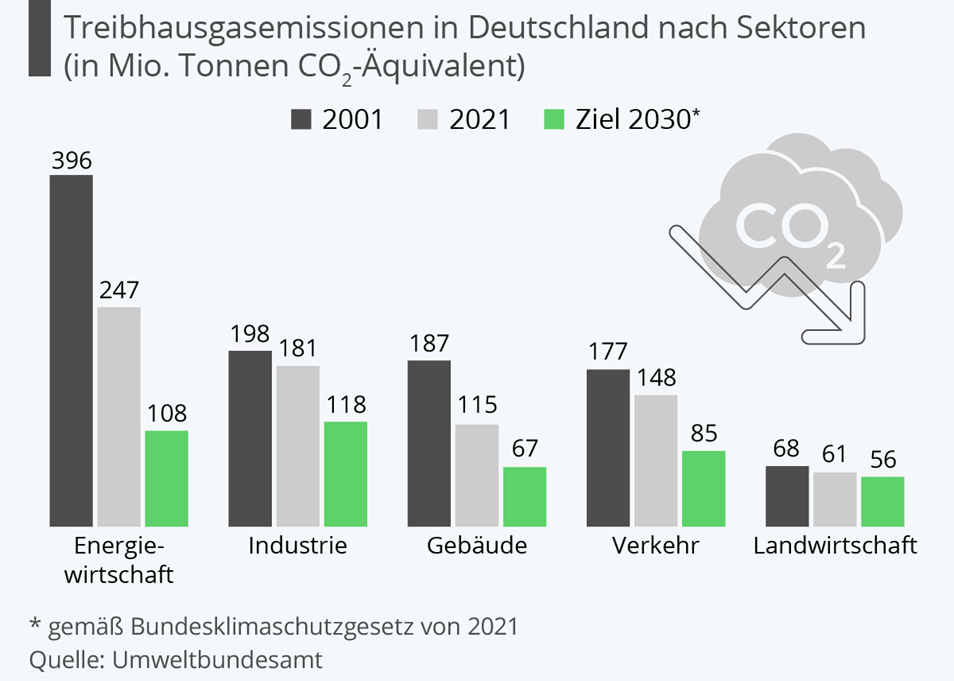 Treibhausgasemissionen in Deutschland nach Sektoren
(in Mio. Tonnen CO₂-Äquivalent)
2001 2021 Ziel 2030*
CO₂
396 247 108
198 181 118
187 115 67
177 148 85
68 61 56
Energie-
wirtschaft
Industrie
Gebäude
Verkehr
Landwirtschaft
* gemäß Bundesklimaschutzgesetz von 2021
Quelle: Umweltbundesamt